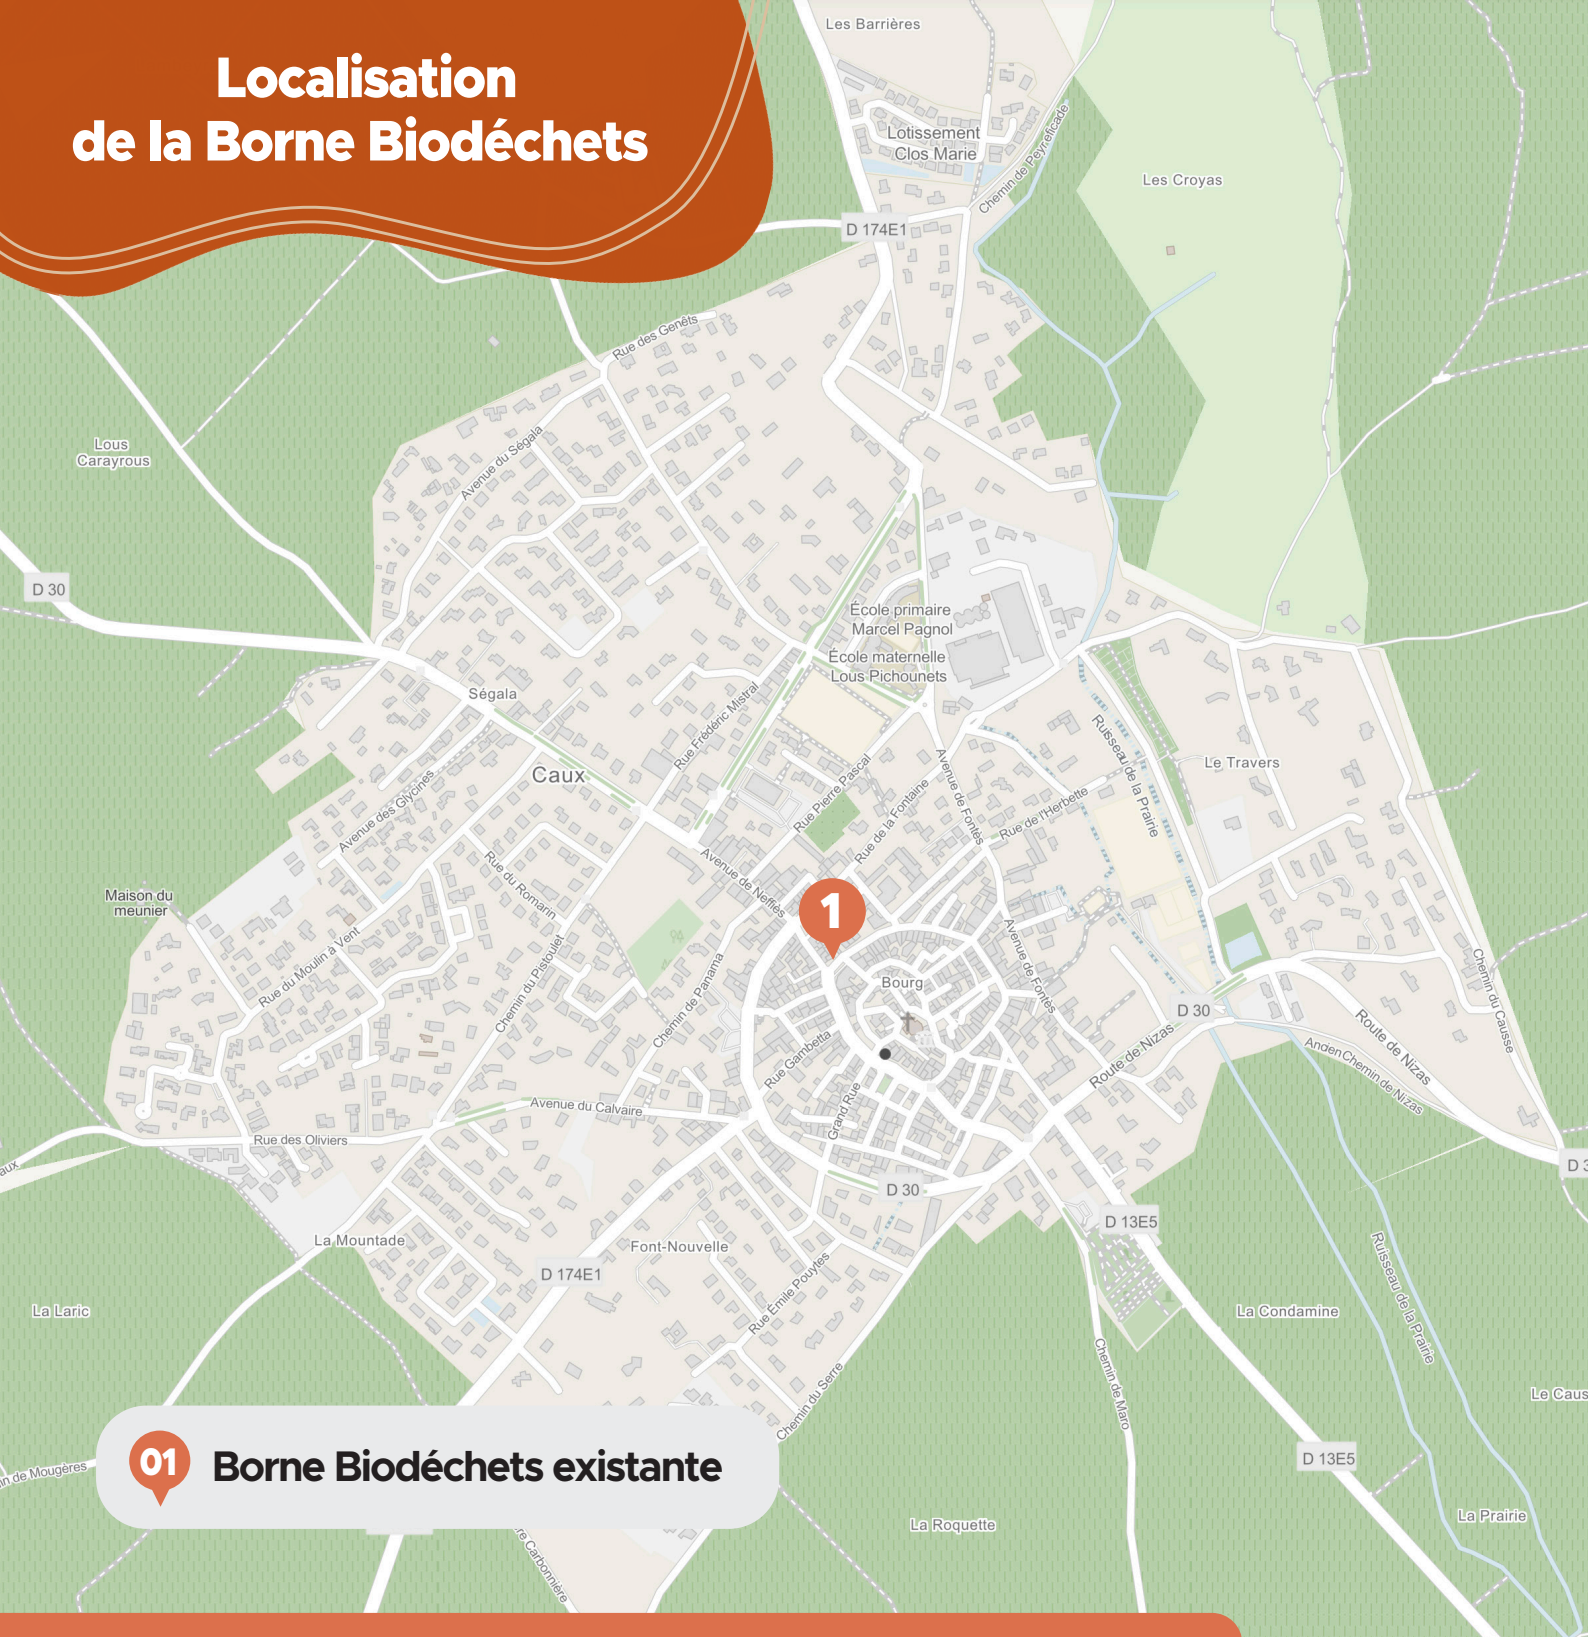 Localisation
de la Borne Biodéchets
Les Barrières
Lotissement
Clos Marie
Chemin de Peyreficade
Les Croyas
D 174E1
Rue des Genêts
Lous
Carayrous
Avenue du Ségala
D 30
École primaire
Marcel Pagnol
École maternelle
Lous Pichounets
Ségala
Rue Frédéric Mistral
Caux
Ruisseau de la Prairie
Le Travers
Avenue des Glycines
Rue Pierre Pascal
Avenue de Fontès
Rue de la Fontaine
Rue de l'Herbette
Avenue de Neffiès
Rue du Romarin
Maison du
meunier
1
Rue du Moulin à Vent
Chemin du Pistoulet
Chemin de Panama
Avenue de Fontès
Bourg
D 30
Chemin du Causse
Route de Nizas
Route de Nizas
Ancien Chemin de Nizas
Rue Gambetta
Grand Rue
Avenue du Calvaire
Rue des Oliviers
D 30
D 3
D 13E5
La Mountade
Font-Nouvelle
D 174E1
Rue Émile Pouytes
Ruisseau de la Prairie
La Laric
La Condamine
Chemin de Maro
Chemin du Serre
Le Caus
01 Borne Biodéchets existante
in de Mougères
D 13E5
La Roquette
La Prairie
re Carbonnière